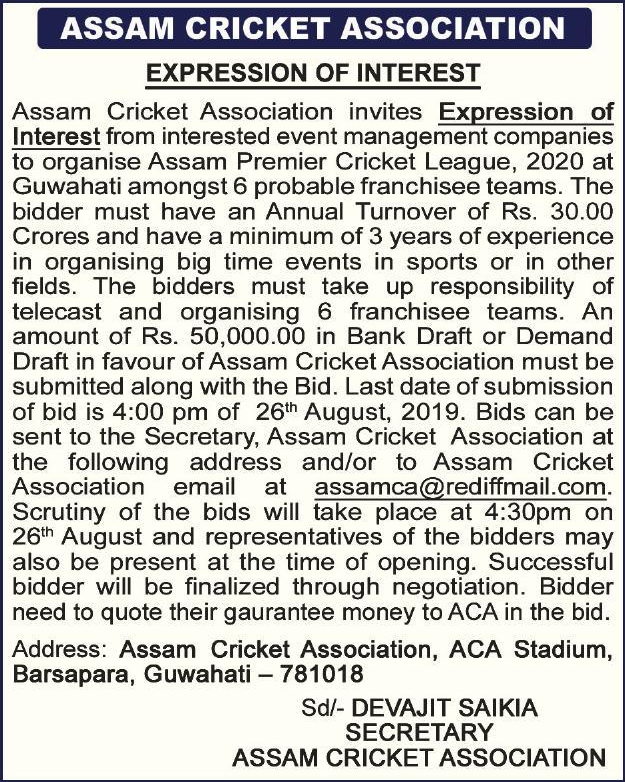 ASSAM CRICKET ASSOCIATION
EXPRESSION OF INTEREST
Assam Cricket Association invites Expression of
Interest from interested event management companies
to organise Assam Premier Cricket League, 2020 at
Guwahati amongst 6 probable franchisee teams. The
bidder must have an Annual Turnover of Rs. 30.00
Crores and have a minimum of 3 years of experience
in organising big time events in sports or in other
fields. The bidders must take up responsibility of
telecast and organising 6 franchisee teams. An
amount of Rs. 50,000.00 in Bank Draft or Demand
Draft in favour of Assam Cricket Association must be
submitted along with the Bid. Last date of submission
of bid is 4:00 pm of 26th August, 2019. Bids can be
sent to the Secretary, Assam Cricket Association at
the following address and/or to Assam Cricket
Association email at assamca@rediffmail.com.
Scrutiny of the bids will take place at 4:30pm on
26th August and representatives of the bidders may
also be present at the time of opening. Successful
bidder will be finalized through negotiation. Bidder
need to quote their gaurantee money to ACA in the bid.
Address: Assam Cricket Association, ACA Stadium,
Barsapara, Guwahati – 781018
Sd/- DEVAJIT SAIKIA
SECRETARY
ASSAM CRICKET ASSOCIATION